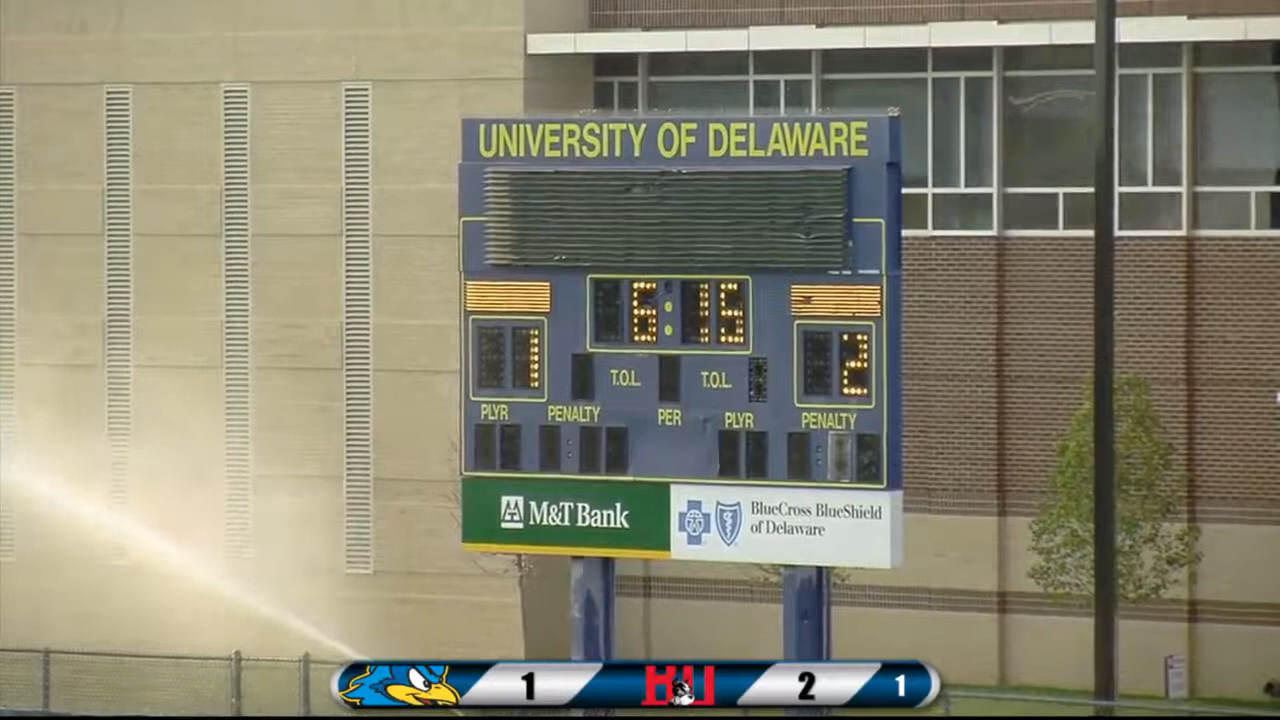 UNIVERSITY OF DELAWARE
6:15
1
2
T.O.L. T.O.L.
PLYR PENALTY PER PLYR PENALTY
M&T Bank
BlueCross BlueShield
of Delaware
1 BU 2 1